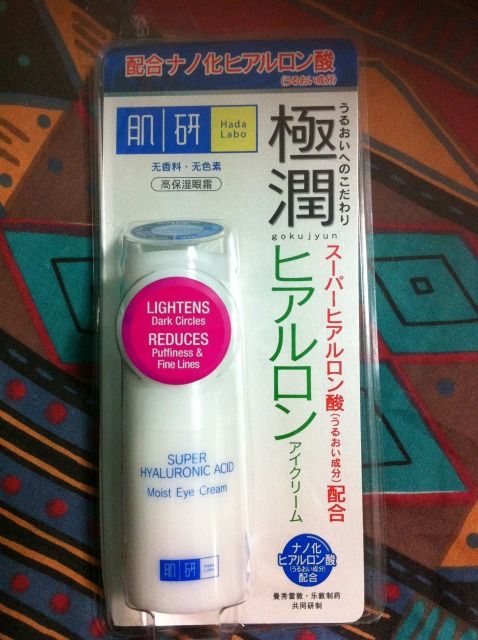 配合ナノ化ヒアルロン酸
(うるおい成分)
肌研
Hada
Labo
无香料・无色素
高保湿眼霜
うるおいへのこだわり
極潤
gokujyun
ヒアルロン
アイクリーム
スーパーヒアルロン酸(うるおい成分)配合
LIGHTENS
Dark Circles
REDUCES
Puffiness &
Fine Lines
SUPER
HYALURONIC ACID
Moist Eye Cream
肌研
Hada
Labo
ナノ化
ヒアルロン酸
(うるおい成分)
配合
曼秀雷敦・乐敦制药
共同研制